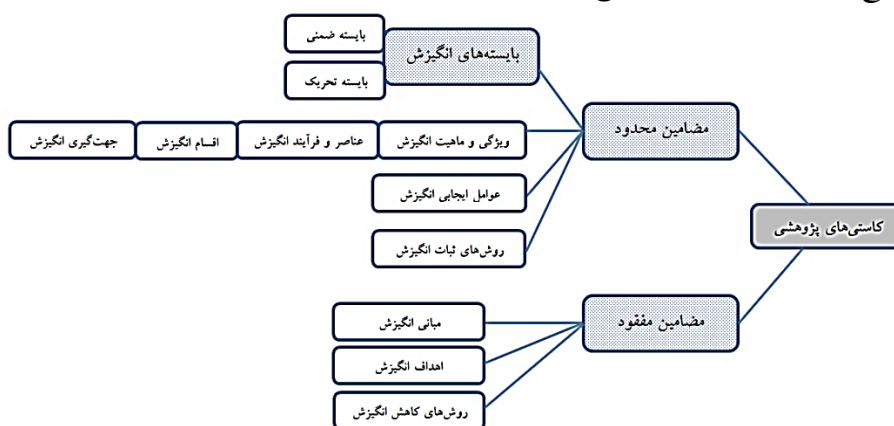 کاستی‌های پژوهشی
مضامین محدود
بایسته‌های انگیزش
بایسته ضمنی
بایسته تحریک
ویژگی و ماهیت انگیزش
عناصر و فرآیند انگیزش
اقسام انگیزش
جهت‌گیری انگیزش
عوامل ایجابی انگیزش
روش‌های ثبات انگیزش
مضامین مفقود
مبانی انگیزش
اهداف انگیزش
روش‌های کاهش انگیزش